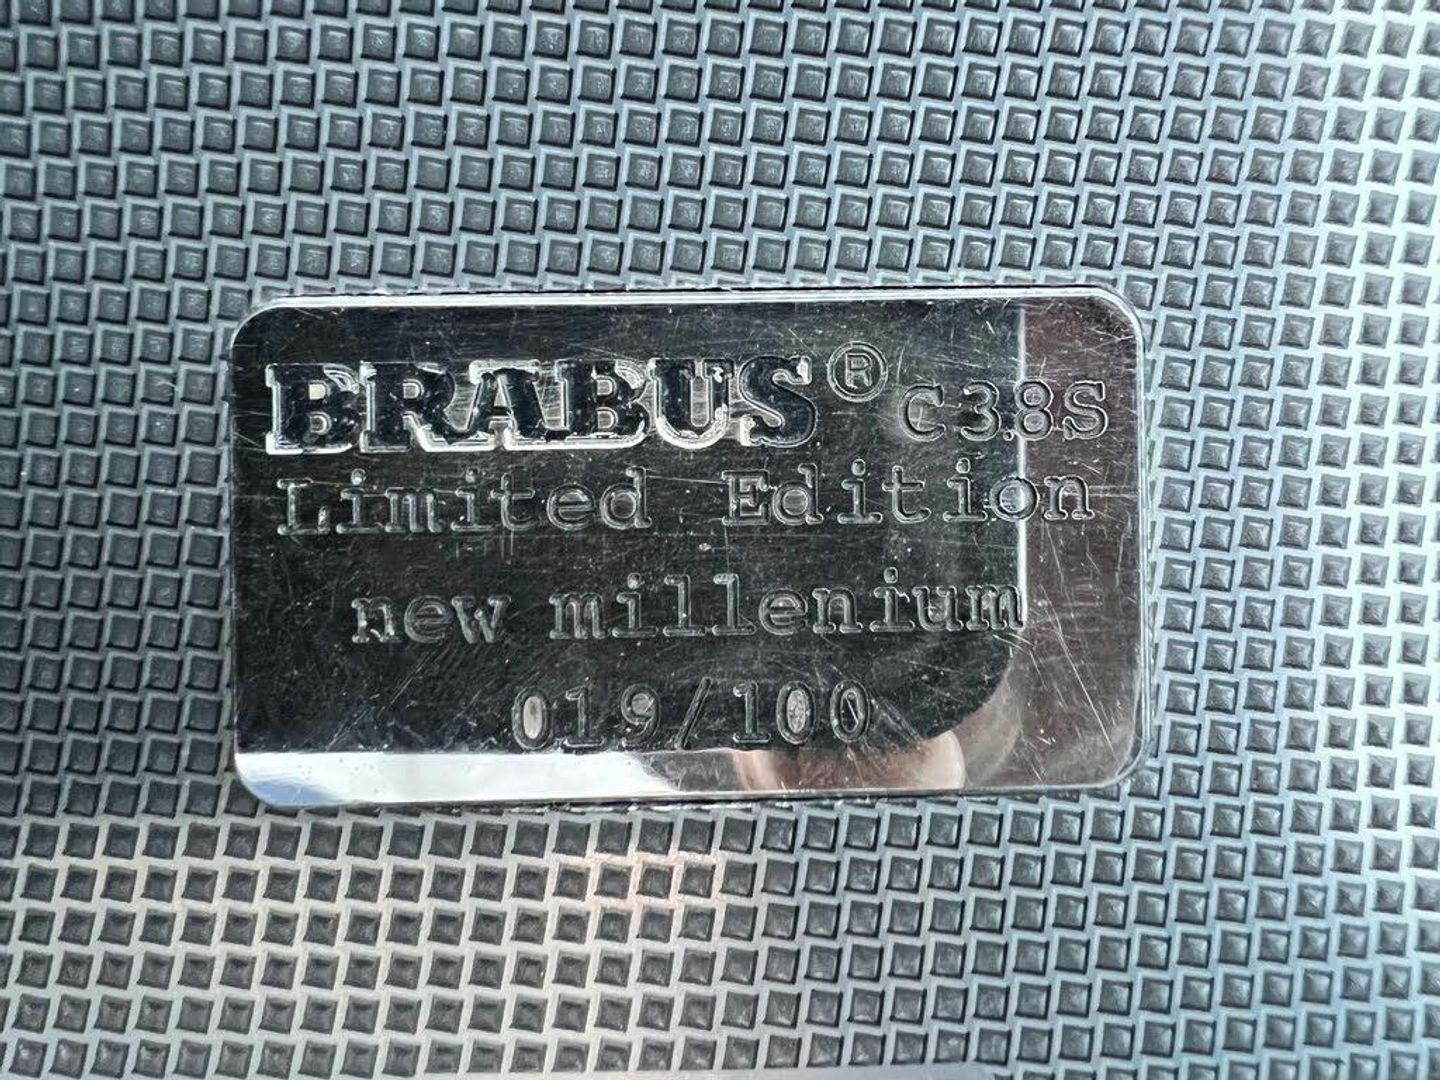 BRABUS® C3.8S
Limited Edition
new millenium
019/100